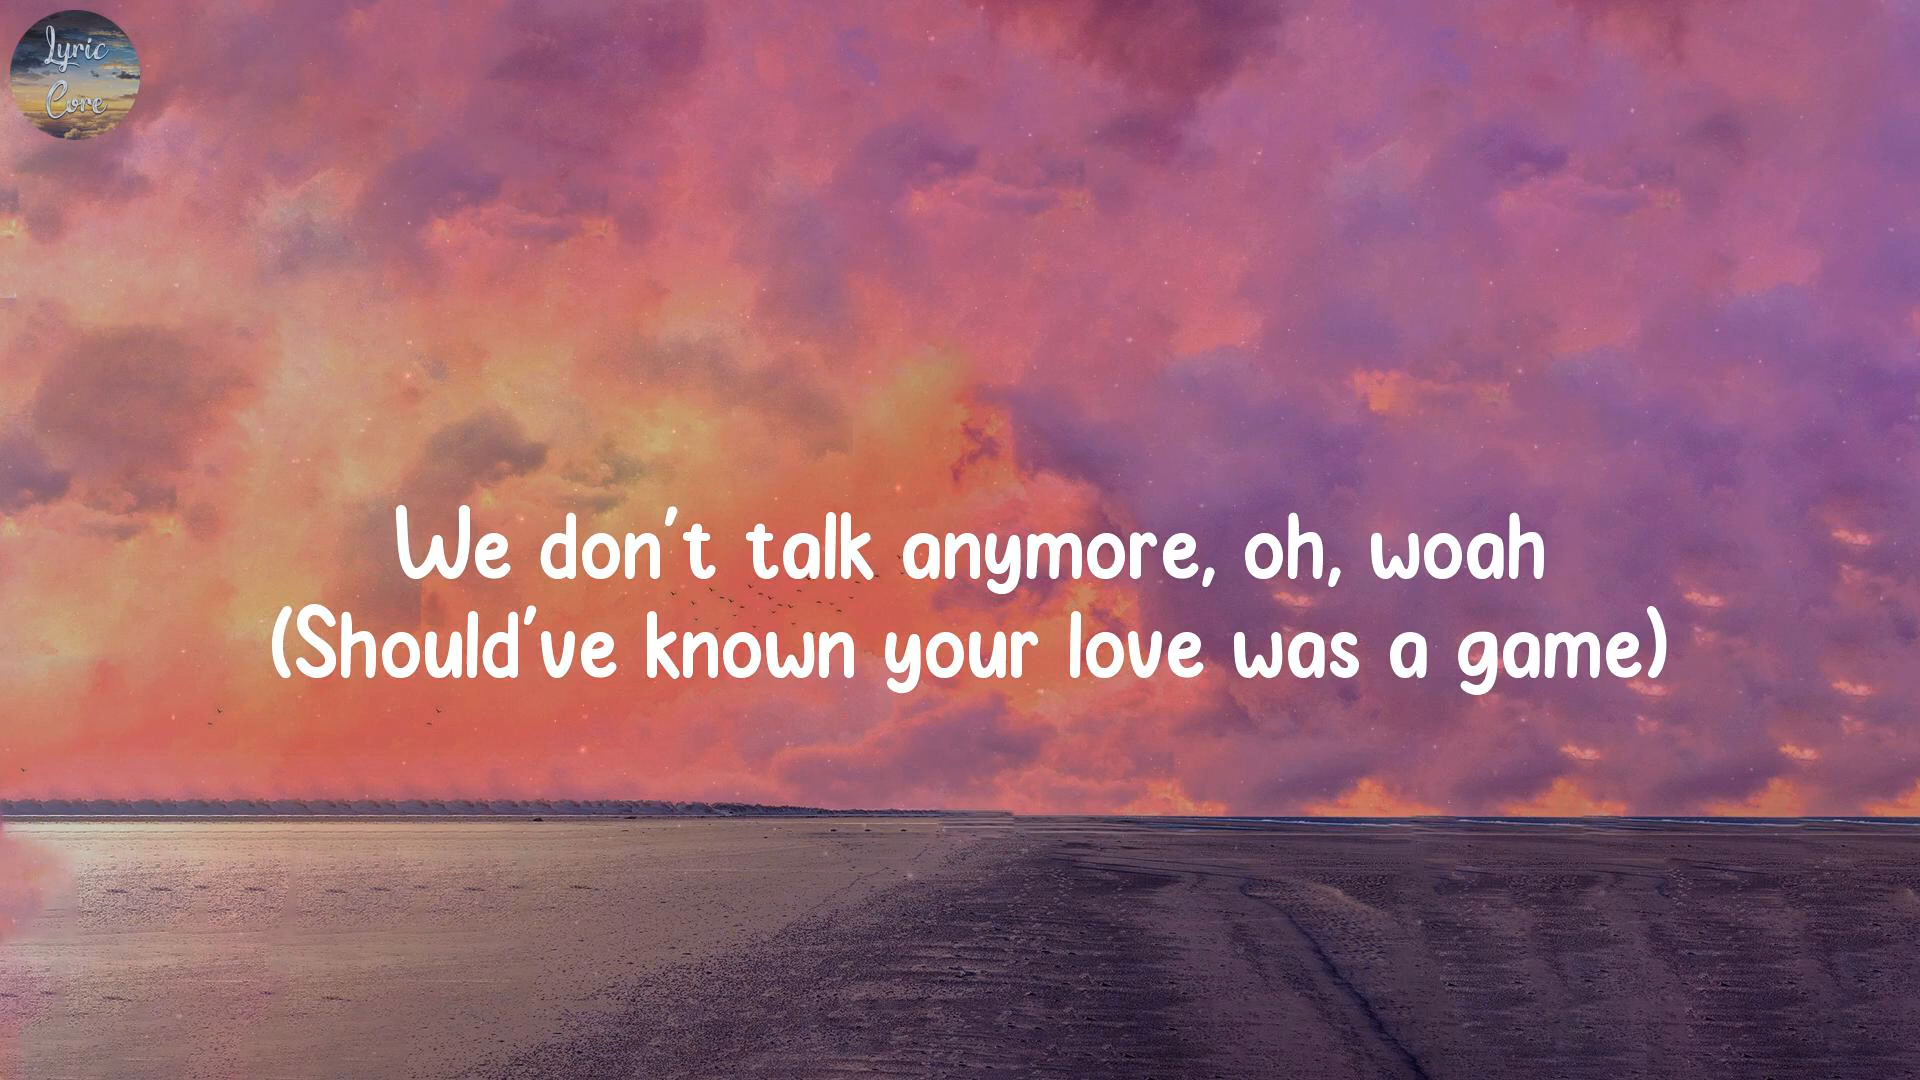 Lyric
Core
We don't talk anymore, oh, woah
(Should've known your love was a game)